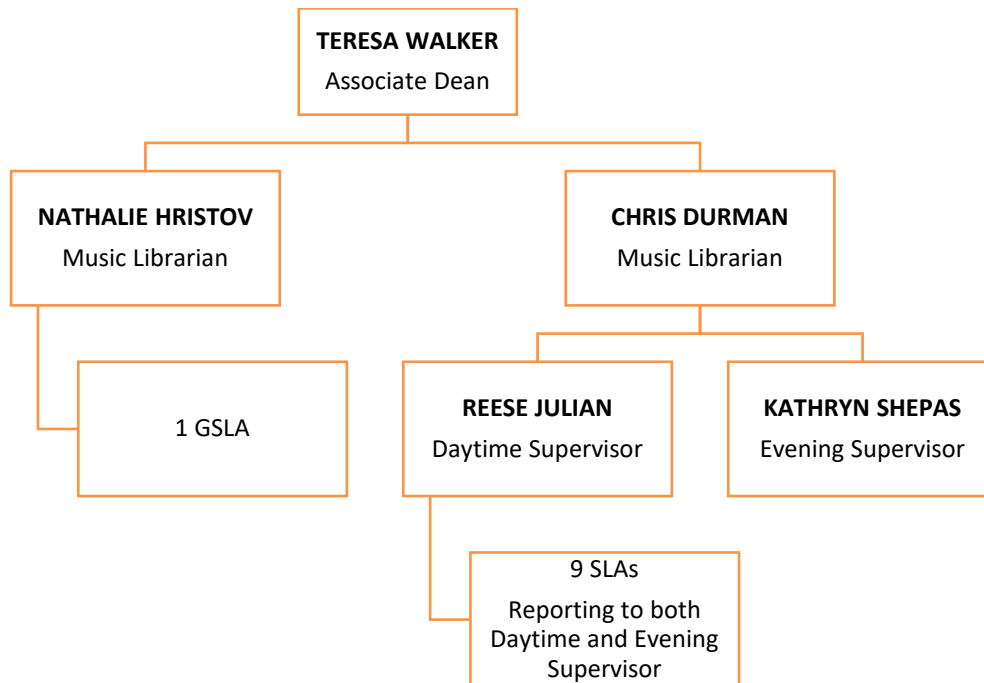 TERESA WALKER
Associate Dean
NATHALIE HRISTOV
Music Librarian
CHRIS DURMAN
Music Librarian
1 GSLA
REESE JULIAN
Daytime Supervisor
KATHRYN SHEPAS
Evening Supervisor
9 SLAs
Reporting to both
Daytime and Evening
Supervisor